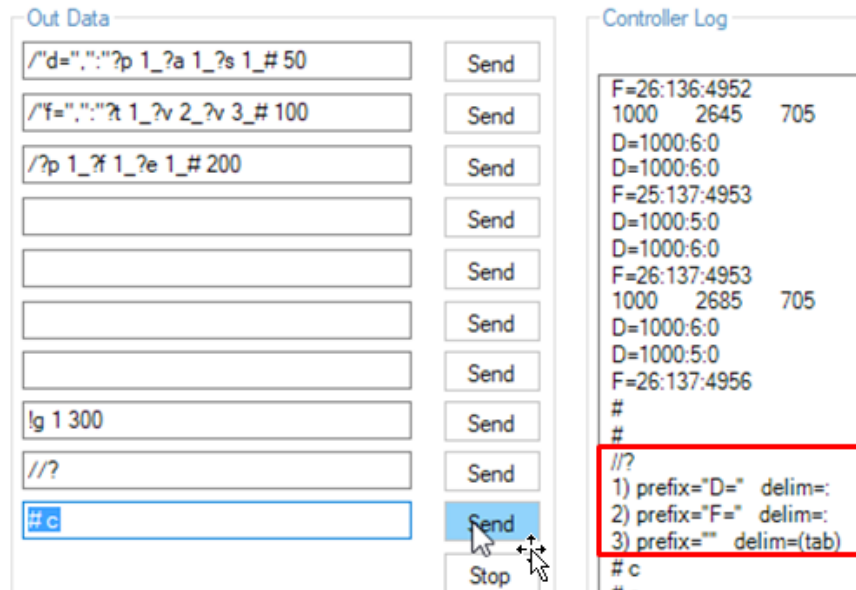 Out Data
/"d=",":"?p 1_?a 1_?s 1_# 50
Send
/"f=",":"?t 1_?v 2_?v 3_# 100
Send
/?p 1_?f 1_?e 1_# 200
Send
Send
Send
Send
Send
!g 1 300
Send
//?
Send
# c
Send
Stop
Controller Log
F=26:136:4952
1000 2645 705
D=1000:6:0
D=1000:6:0
F=25:137:4953
D=1000:5:0
D=1000:6:0
F=26:137:4953
1000 2685 705
D=1000:6:0
D=1000:5:0
F=26:137:4956
#
#
//?
1) prefix="D=" delim=:
2) prefix="F=" delim=:
3) prefix="" delim=(tab)
# c